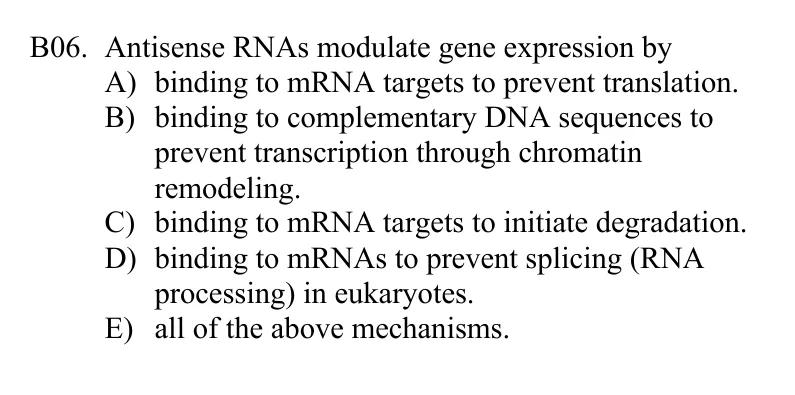 B06. Antisense RNAs modulate gene expression by
A) binding to mRNA targets to prevent translation.
B) binding to complementary DNA sequences to
prevent transcription through chromatin
remodeling.
C) binding to mRNA targets to initiate degradation.
D) binding to mRNAs to prevent splicing (RNA
processing) in eukaryotes.
E) all of the above mechanisms.